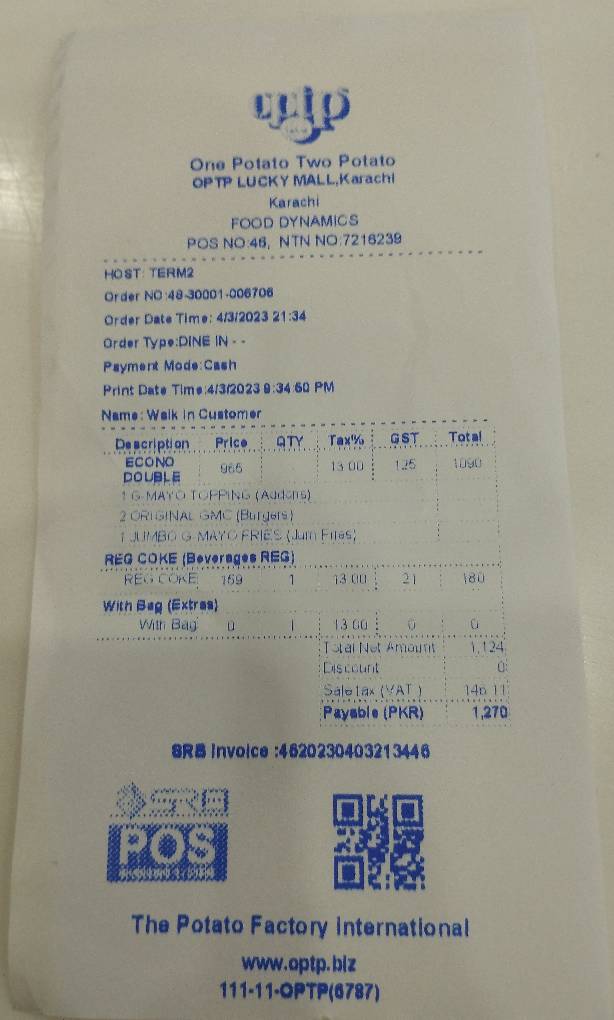 optp
One Potato Two Potato
OPTP LUCKY MALL,Karachi
Karachi
FOOD DYNAMICS
POS NO:46, NTN NO:7216239
HOST: TERM2
Order NO:48-30001-006706
Order Date Time: 4/3/2023 21:34
Order Type:DINE IN - -
Payment Mode:Cash
Print Date Time:4/3/2023 9:34:50 PM
Name: Walk in Customer
Description Price QTY Tax% GST Total
ECONO DOUBLE 965 13.00 125 1090
1 G-MAYO TOPPING (Addons)
2 ORIGINAL GMC (Burgers)
1 JUMBO G-MAYO FRIES (Jum Fries)
REG COKE (Beverages REG)
REG COKE 159 1 13.00 21 180
With Bag (Extras)
With Bag 0 1 13.00 0 0
Total Net Amount 1,124
Discount 0
Sale tax (VAT ) 146.11
Payable (PKR) 1,270
SRB Invoice :4620230403213446
SRB
POS
The Potato Factory International
www.optp.biz
111-11-OPTP(6787)